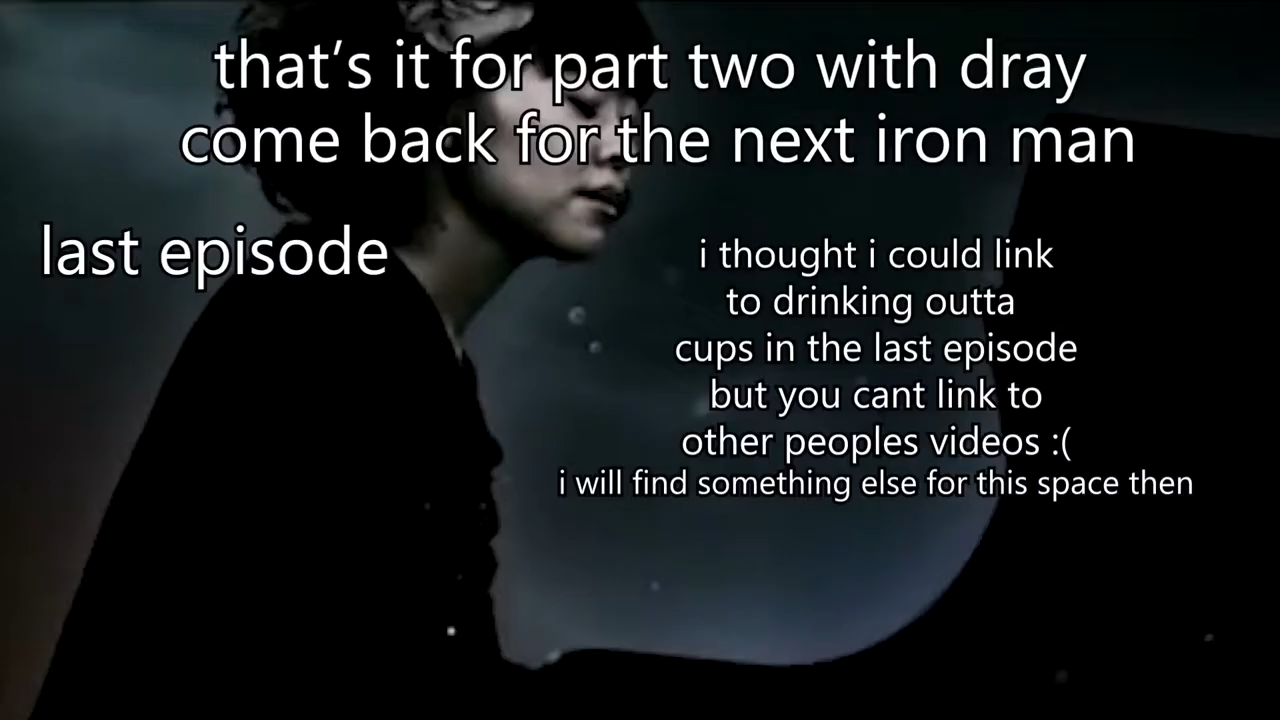 that's it for part two with dray
come back for the next iron man
last episode
i thought i could link
to drinking outta
cups in the last episode
but you cant link to
other peoples videos :(
i will find something else for this space then